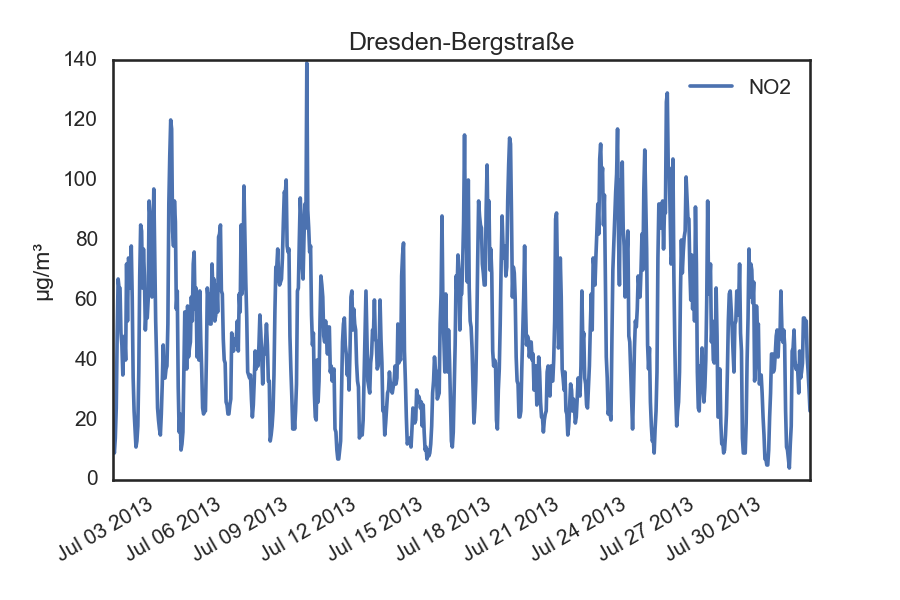 Dresden-Bergstraße
µg/m³
140
120
100
80
60
40
20
0
NO2
Jul 03 2013
Jul 06 2013
Jul 09 2013
Jul 12 2013
Jul 15 2013
Jul 18 2013
Jul 21 2013
Jul 24 2013
Jul 27 2013
Jul 30 2013